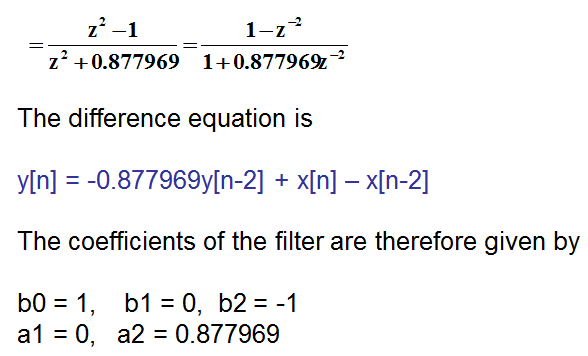 = z² –1 / z² +0.877969 = 1–z⁻² / 1+0.877969z⁻²
The difference equation is
y[n] = -0.877969y[n-2] + x[n] – x[n-2]
The coefficients of the filter are therefore given by
b0 = 1, b1 = 0, b2 = -1
a1 = 0, a2 = 0.877969